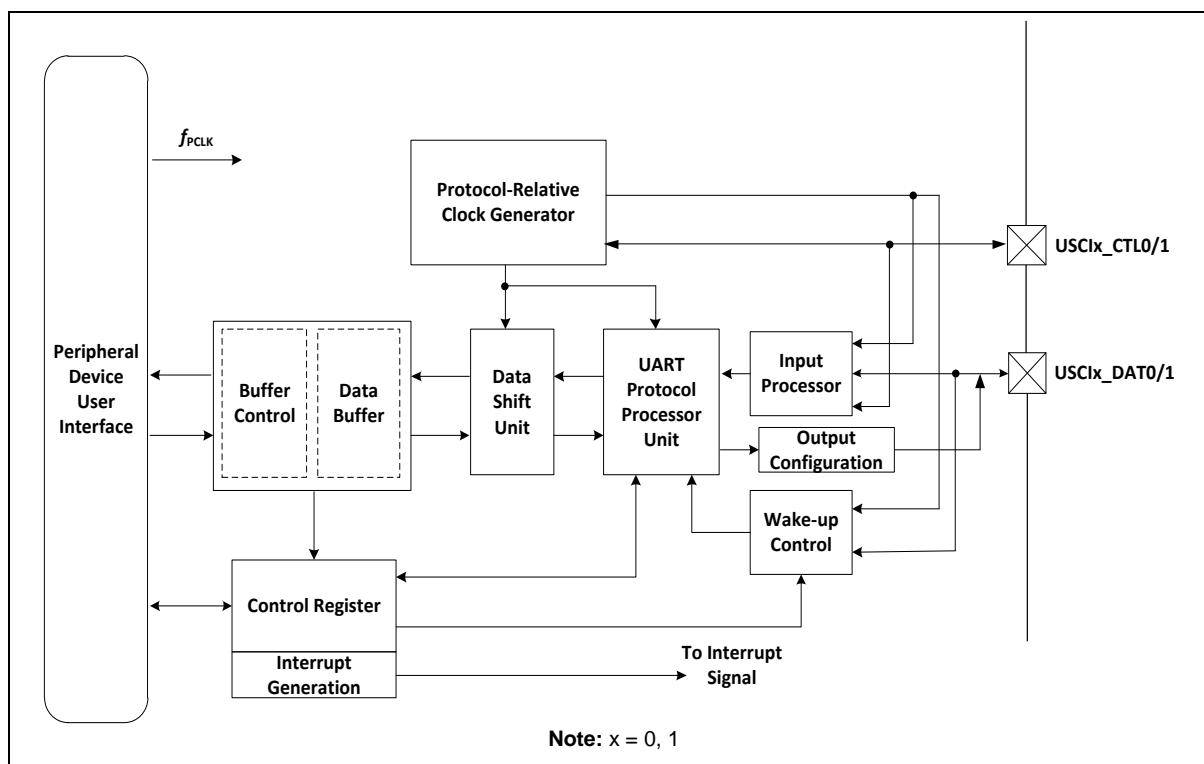 fPCLK
Protocol-Relative
Clock Generator
USCIx_CTL0/1
Peripheral
Device
User
Interface
Buffer
Control
Data
Buffer
Data
Shift
Unit
UART
Protocol
Processor
Unit
Input
Processor
USCIx_DAT0/1
Output
Configuration
Wake-up
Control
Control Register
Interrupt
Generation
To Interrupt
Signal
Note: x = 0, 1